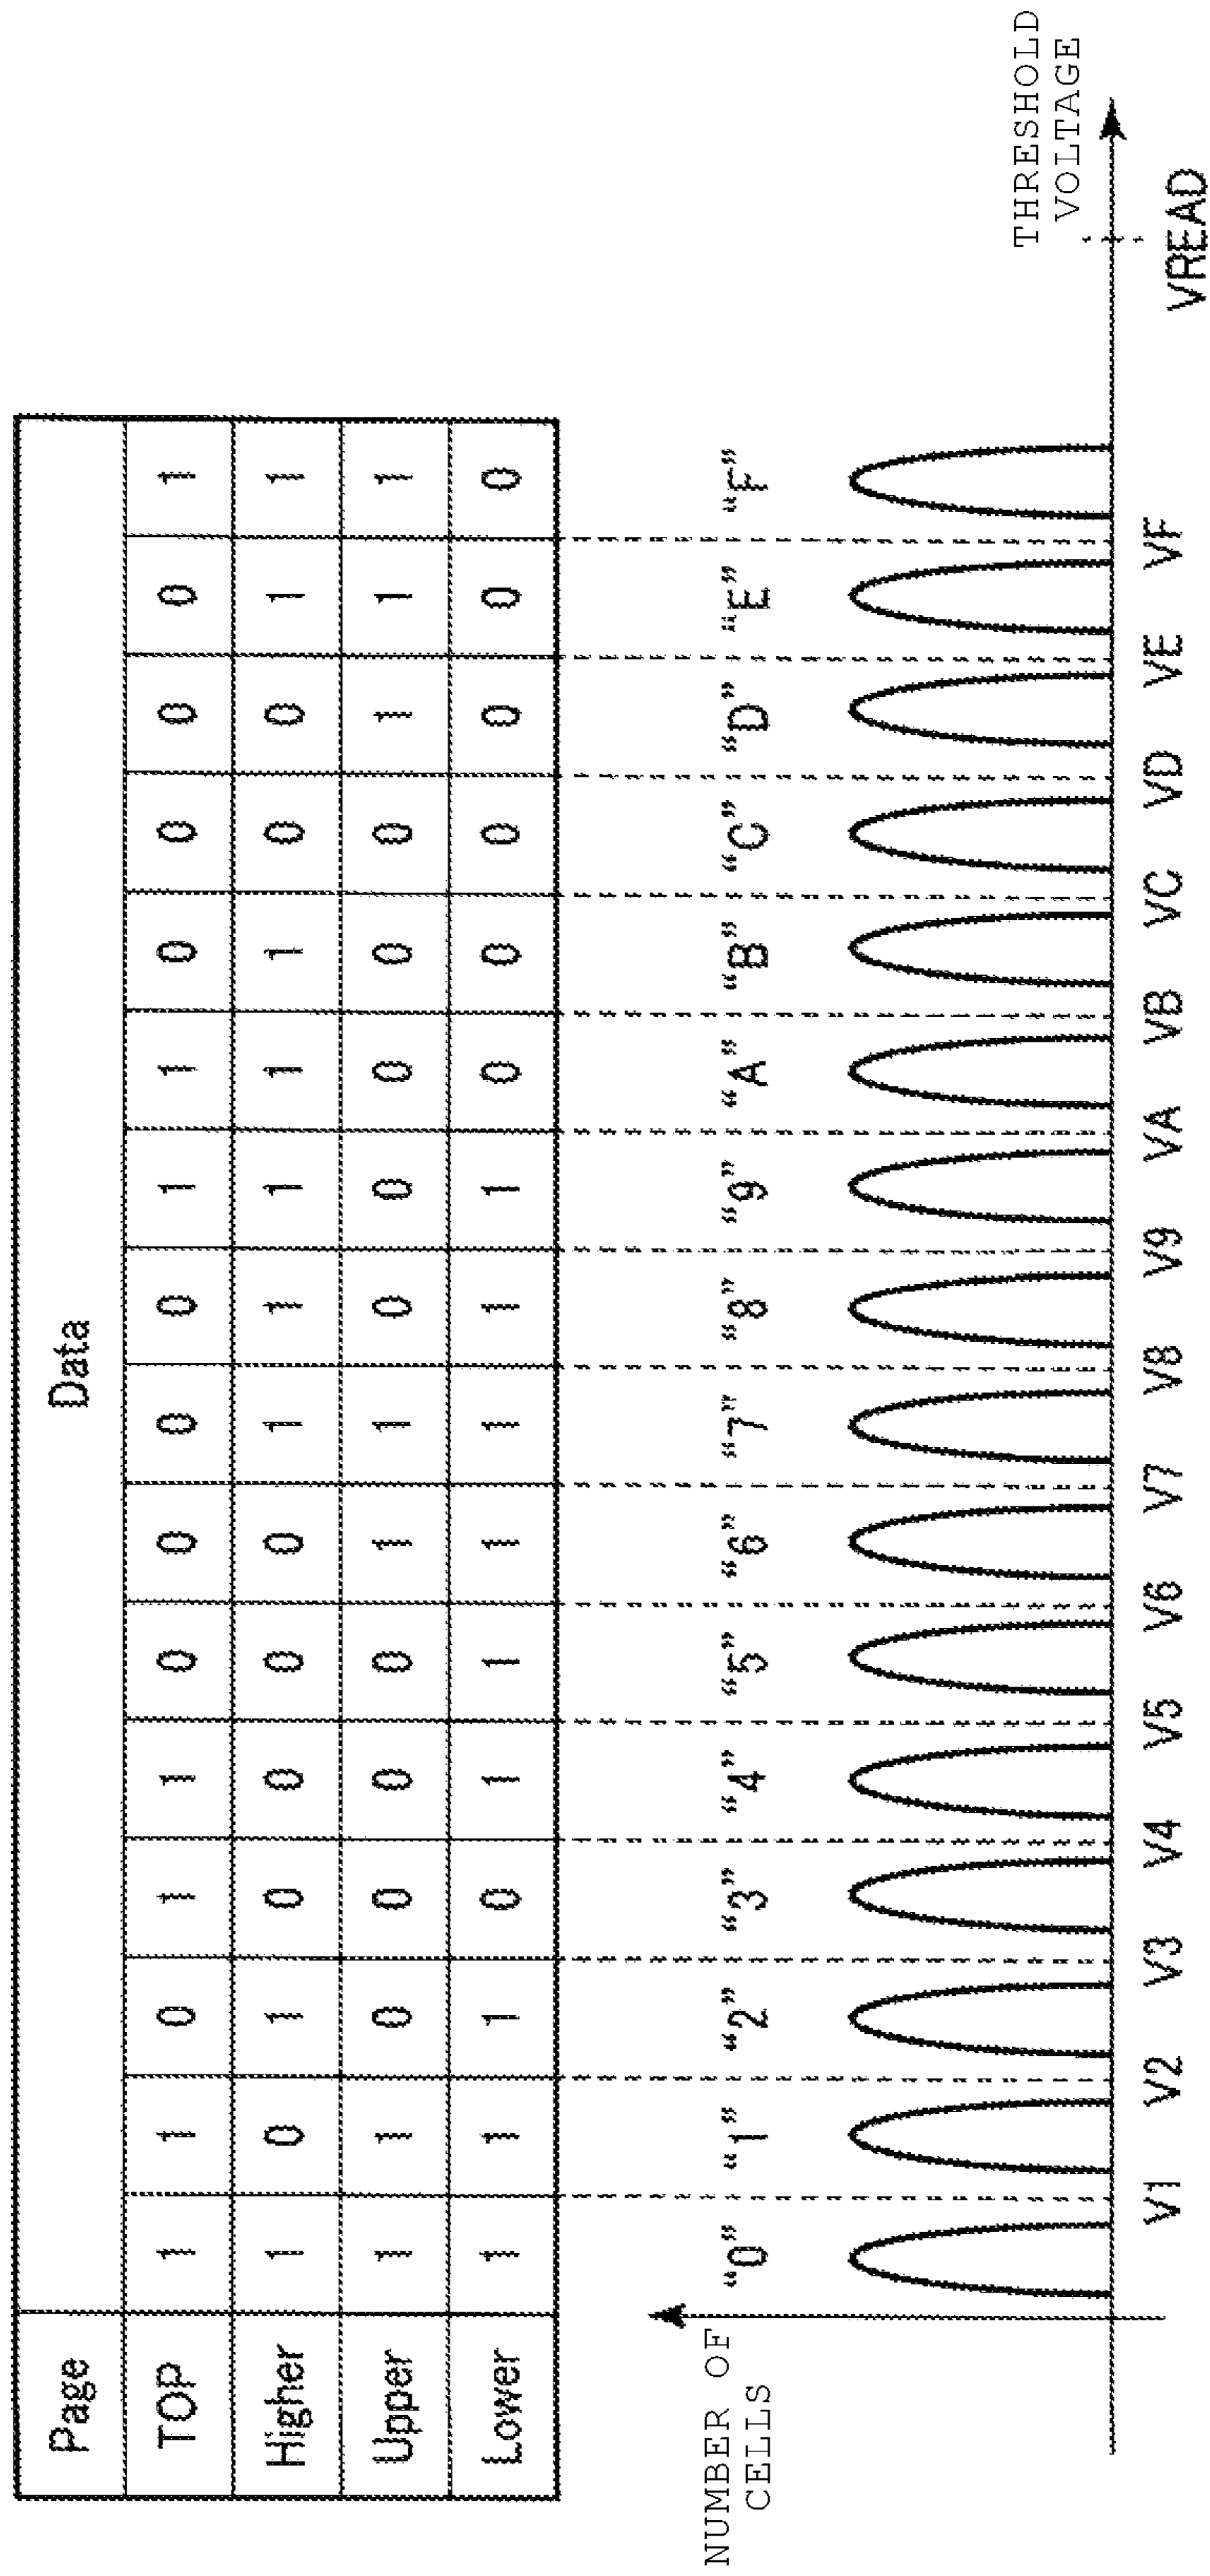 Page Data
TOP 1 1 0 1 1 0 0 0 0 1 1 0 0 0 0 1
Higher 1 0 1 0 0 0 0 1 1 1 1 1 0 0 1 1
Upper 1 1 0 0 0 0 1 1 0 0 0 0 0 1 1 1
Lower 1 1 1 0 1 1 1 1 1 1 0 0 0 0 0 0
NUMBER OF
CELLS
“0” “1” “2” “3” “4” “5” “6” “7” “8” “9” “A” “B” “C” “D” “E” “F”
THRESHOLD
VOLTAGE
V1 V2 V3 V4 V5 V6 V7 V8 V9 VA VB VC VD VE VF VREAD